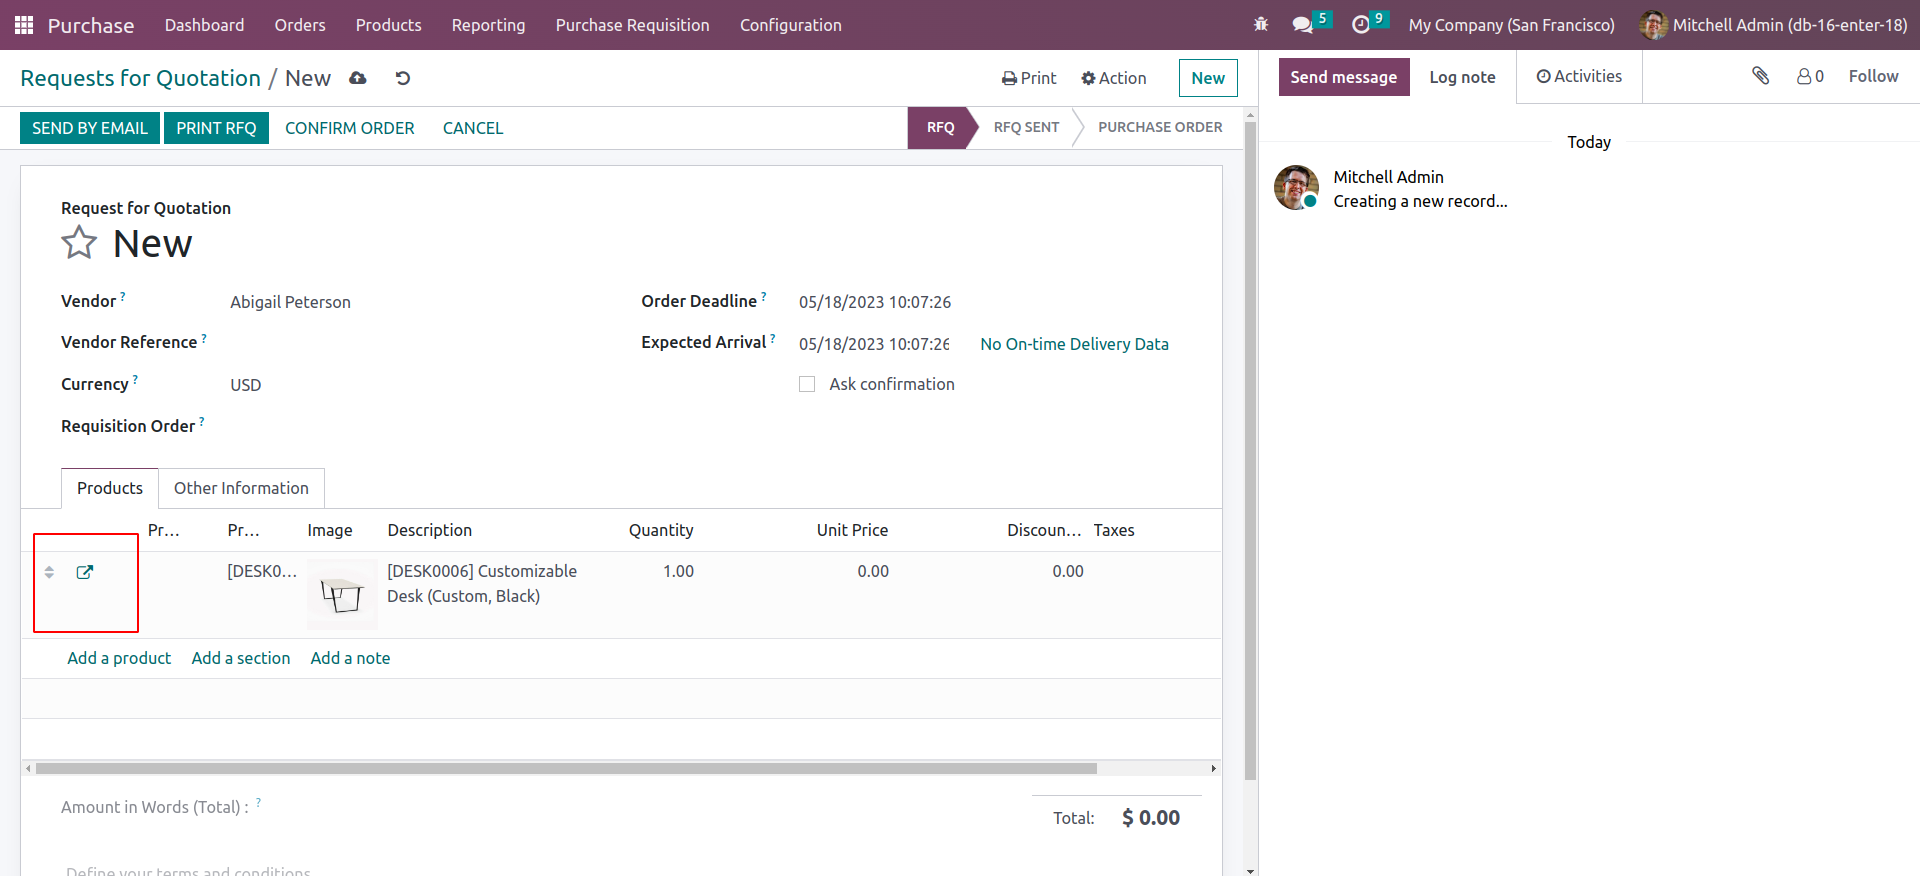 Purchase Dashboard Orders Products Reporting Purchase Requisition Configuration 5 9 My Company (San Francisco) Mitchell Admin (db-16-enter-18)
Requests for Quotation / New Print Action New Send message Log note Activities 0 Follow
SEND BY EMAIL PRINT RFQ CONFIRM ORDER CANCEL RFQ RFQ SENT PURCHASE ORDER
Today
Mitchell Admin
Creating a new record...
Request for Quotation
New
Vendor ? Abigail Peterson Order Deadline ? 05/18/2023 10:07:26
Vendor Reference ? Expected Arrival ? 05/18/2023 10:07:26 No On-time Delivery Data
Currency ? USD Ask confirmation
Requisition Order ?
Products Other Information
Pr... Pr... Image Description Quantity Unit Price Discoun... Taxes
[DESK0... [DESK0006] Customizable 1.00 0.00 0.00
Desk (Custom, Black)
Add a product Add a section Add a note
Amount in Words (Total) : ?
Total: $ 0.00
Define your terms and conditions